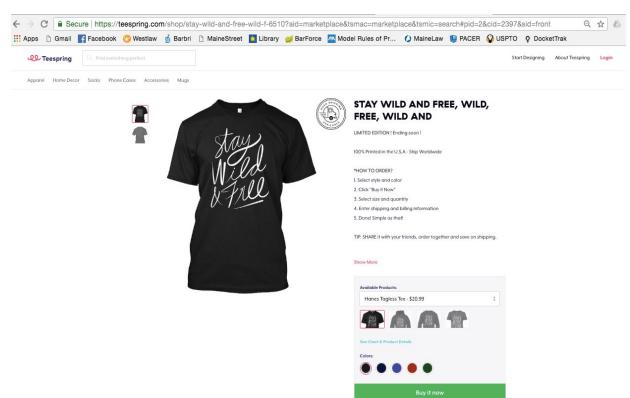 Secure https://teespring.com/shop/stay-wild-and-free-wild-f-6510?aid=marketplace&tsmac=marketplace&tsmic=search#pid=2&cid=2397&sid=front
Apps Gmail Facebook Westlaw Barbri MaineStreet Library BarForce Model Rules of Pr... MaineLaw PACER USPTO DocketTrak
Teespring Find something perfect Start Designing About Teespring Login
Apparel Home Decor Socks Phone Cases Accessories Mugs
Stay
Wild
& Free
STAY WILD AND FREE, WILD,
FREE, WILD AND
LIMITED EDITION ! Ending soon !
100% Printed in the U.S.A - Ship Worldwide
*HOW TO ORDER?
1. Select style and color
2. Click "Buy it Now"
3. Select size and quantity
4. Enter shipping and billing information
5. Done! Simple as that!
TIP: SHARE it with your friends, order together and save on shipping.
Show More
Available Products:
Hanes Tagless Tee - $20.99
Size Chart & Product Details
Colors:
Buy it now